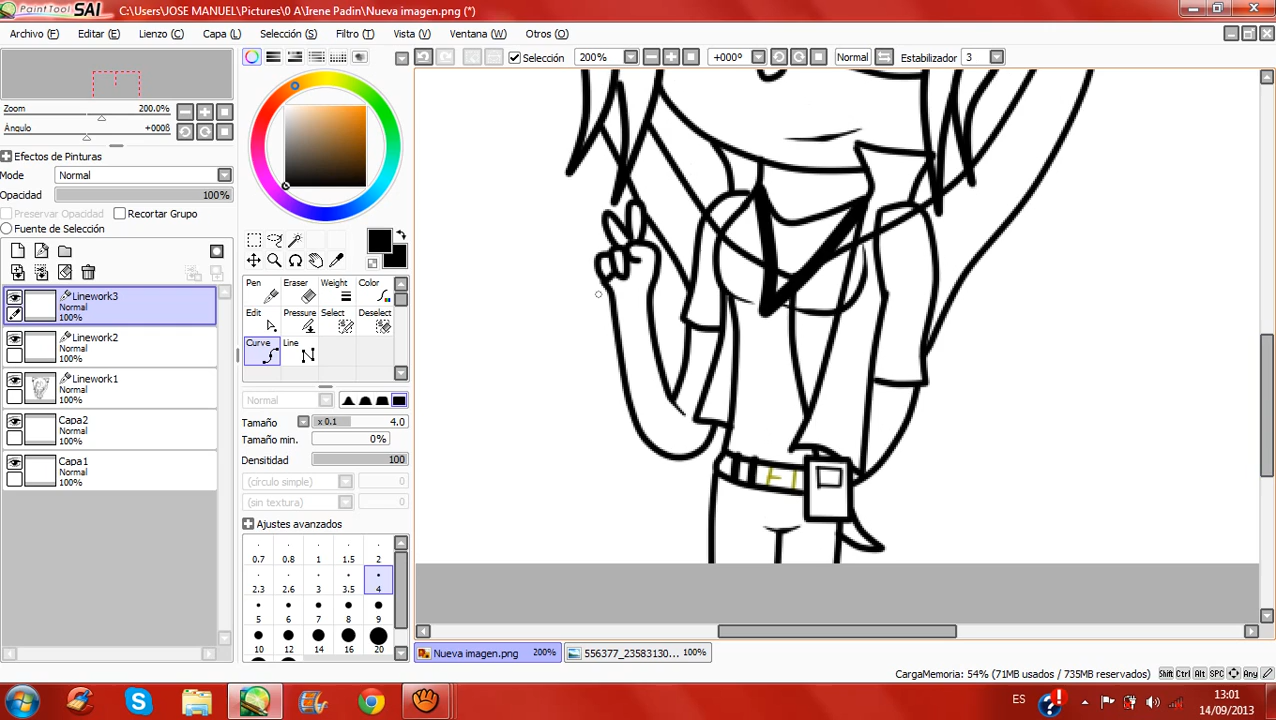 PaintTool SAI C:\Users\JOSE MANUEL\Pictures\0 A\Irene Padin\Nueva imagen.png (*)
Archivo (F) Editar (E) Lienzo (C) Capa (L) Selección (S) Filtro (T) Vista (V) Ventana (W) Otros (O)
Selección 200% +000º Normal Estabilizador 3
Zoom 200.0%
Ángulo +000ß
Efectos de Pinturas
Modo Normal
Opacidad 100%
Preservar Opacidad Recortar Grupo
Fuente de Selección
Linework3
Normal
100%
Linework2
Normal
100%
Linework1
Normal
100%
Capa2
Normal
100%
Capa1
Normal
100%
Pen Eraser Weight Color
Edit Pressure Select Deselect
Curve Line
Normal
Tamaño x 0.1 4.0
Tamaño min. 0%
Densitidad 100
(círculo simple) 0
(sin textura) 0
Ajustes avanzados
0.7 0.8 1 1.5 2
2.3 2.6 3 3.5 4
5 6 7 8 9
10 12 14 16 20
Nueva imagen.png 200% 556377_23583130... 100%
CargaMemoria: 54% (71MB usados / 735MB reservados) Shift Ctrl Alt SPC Any
ES 13:01
14/09/2013